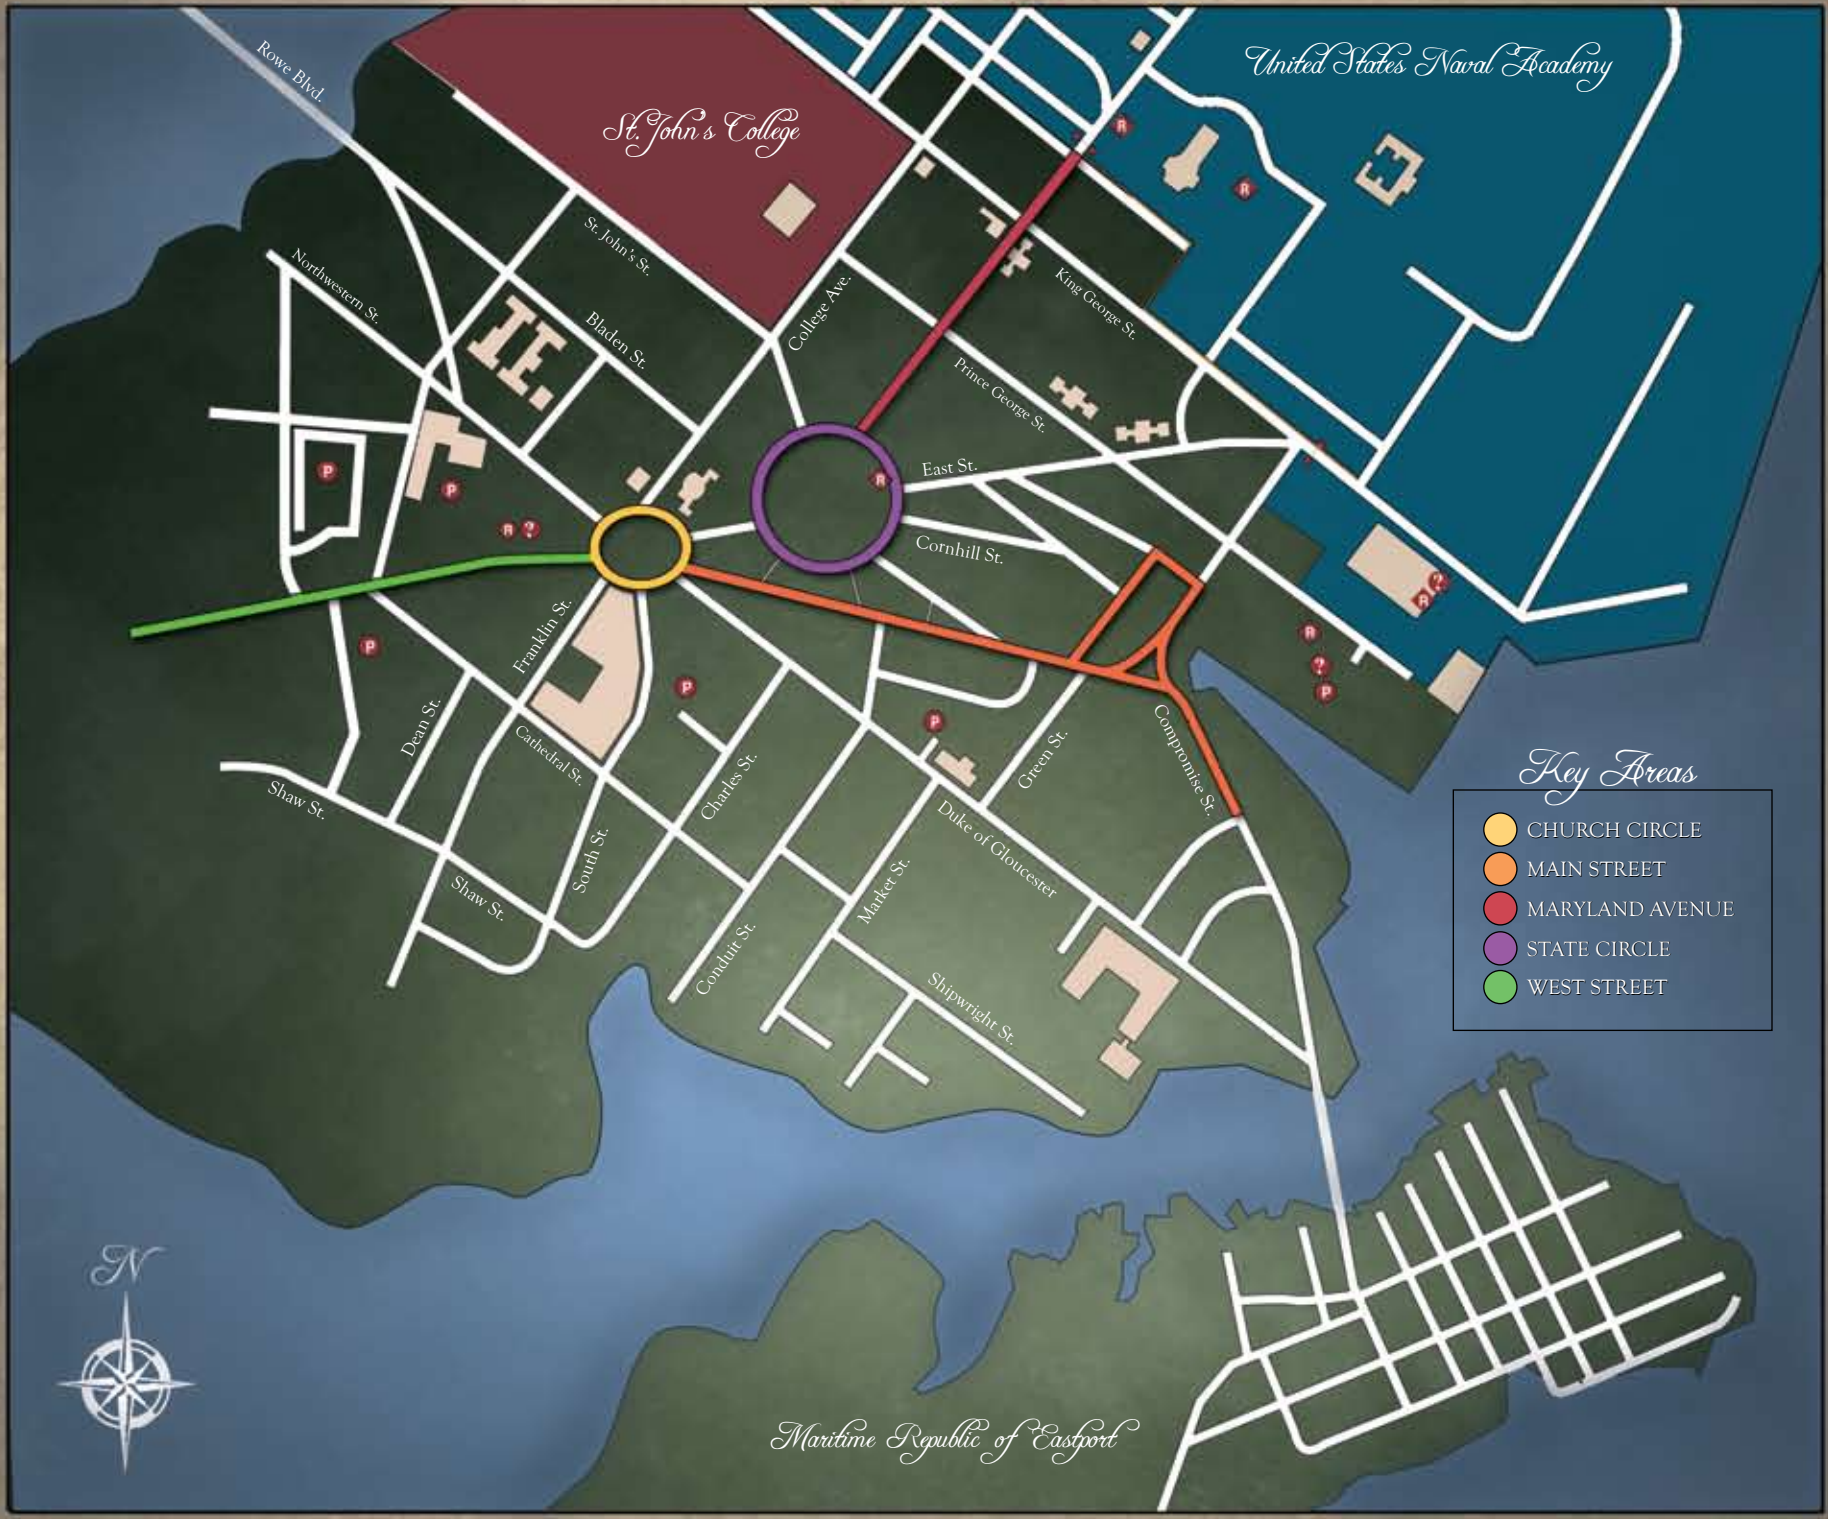 Rowe Blvd.
United States Naval Academy
St. John's College
R
R
St. John's St.
Northwestern St.
College Ave.
King George St.
Bladen St.
Prince George St.
P
P
R
East St.
R ?
Cornhill St.
R ?
Franklin St.
P
R
?
P
P
Dean St.
Cathedral St.
P
Green St.
Compromise St.
Charles St.
Shaw St.
Duke of Gloucester
South St.
Market St.
Shaw St.
Conduit St.
Shipwright St.
Key Areas
CHURCH CIRCLE
MAIN STREET
MARYLAND AVENUE
STATE CIRCLE
WEST STREET
N
Maritime Republic of Eastport